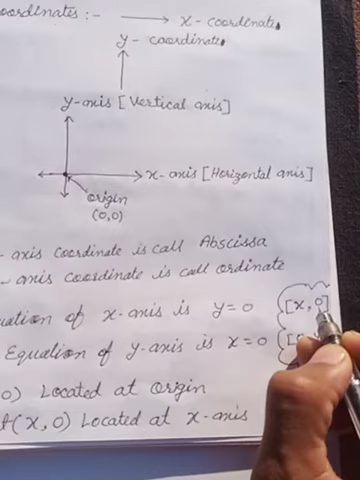 oordinates :- → x - coordinate
y - coordinate
y-axis [Vertical axis]
x-axis [Horizontal axis]
origin
(0,0)
- axis coordinate is call Abscissa
- axis coordinate is call ordinate
uation of x-axis is y=0 [x, 0]
Equation of y-axis is x=0 [0
0) Located at origin
(x, 0) Located at x-axis